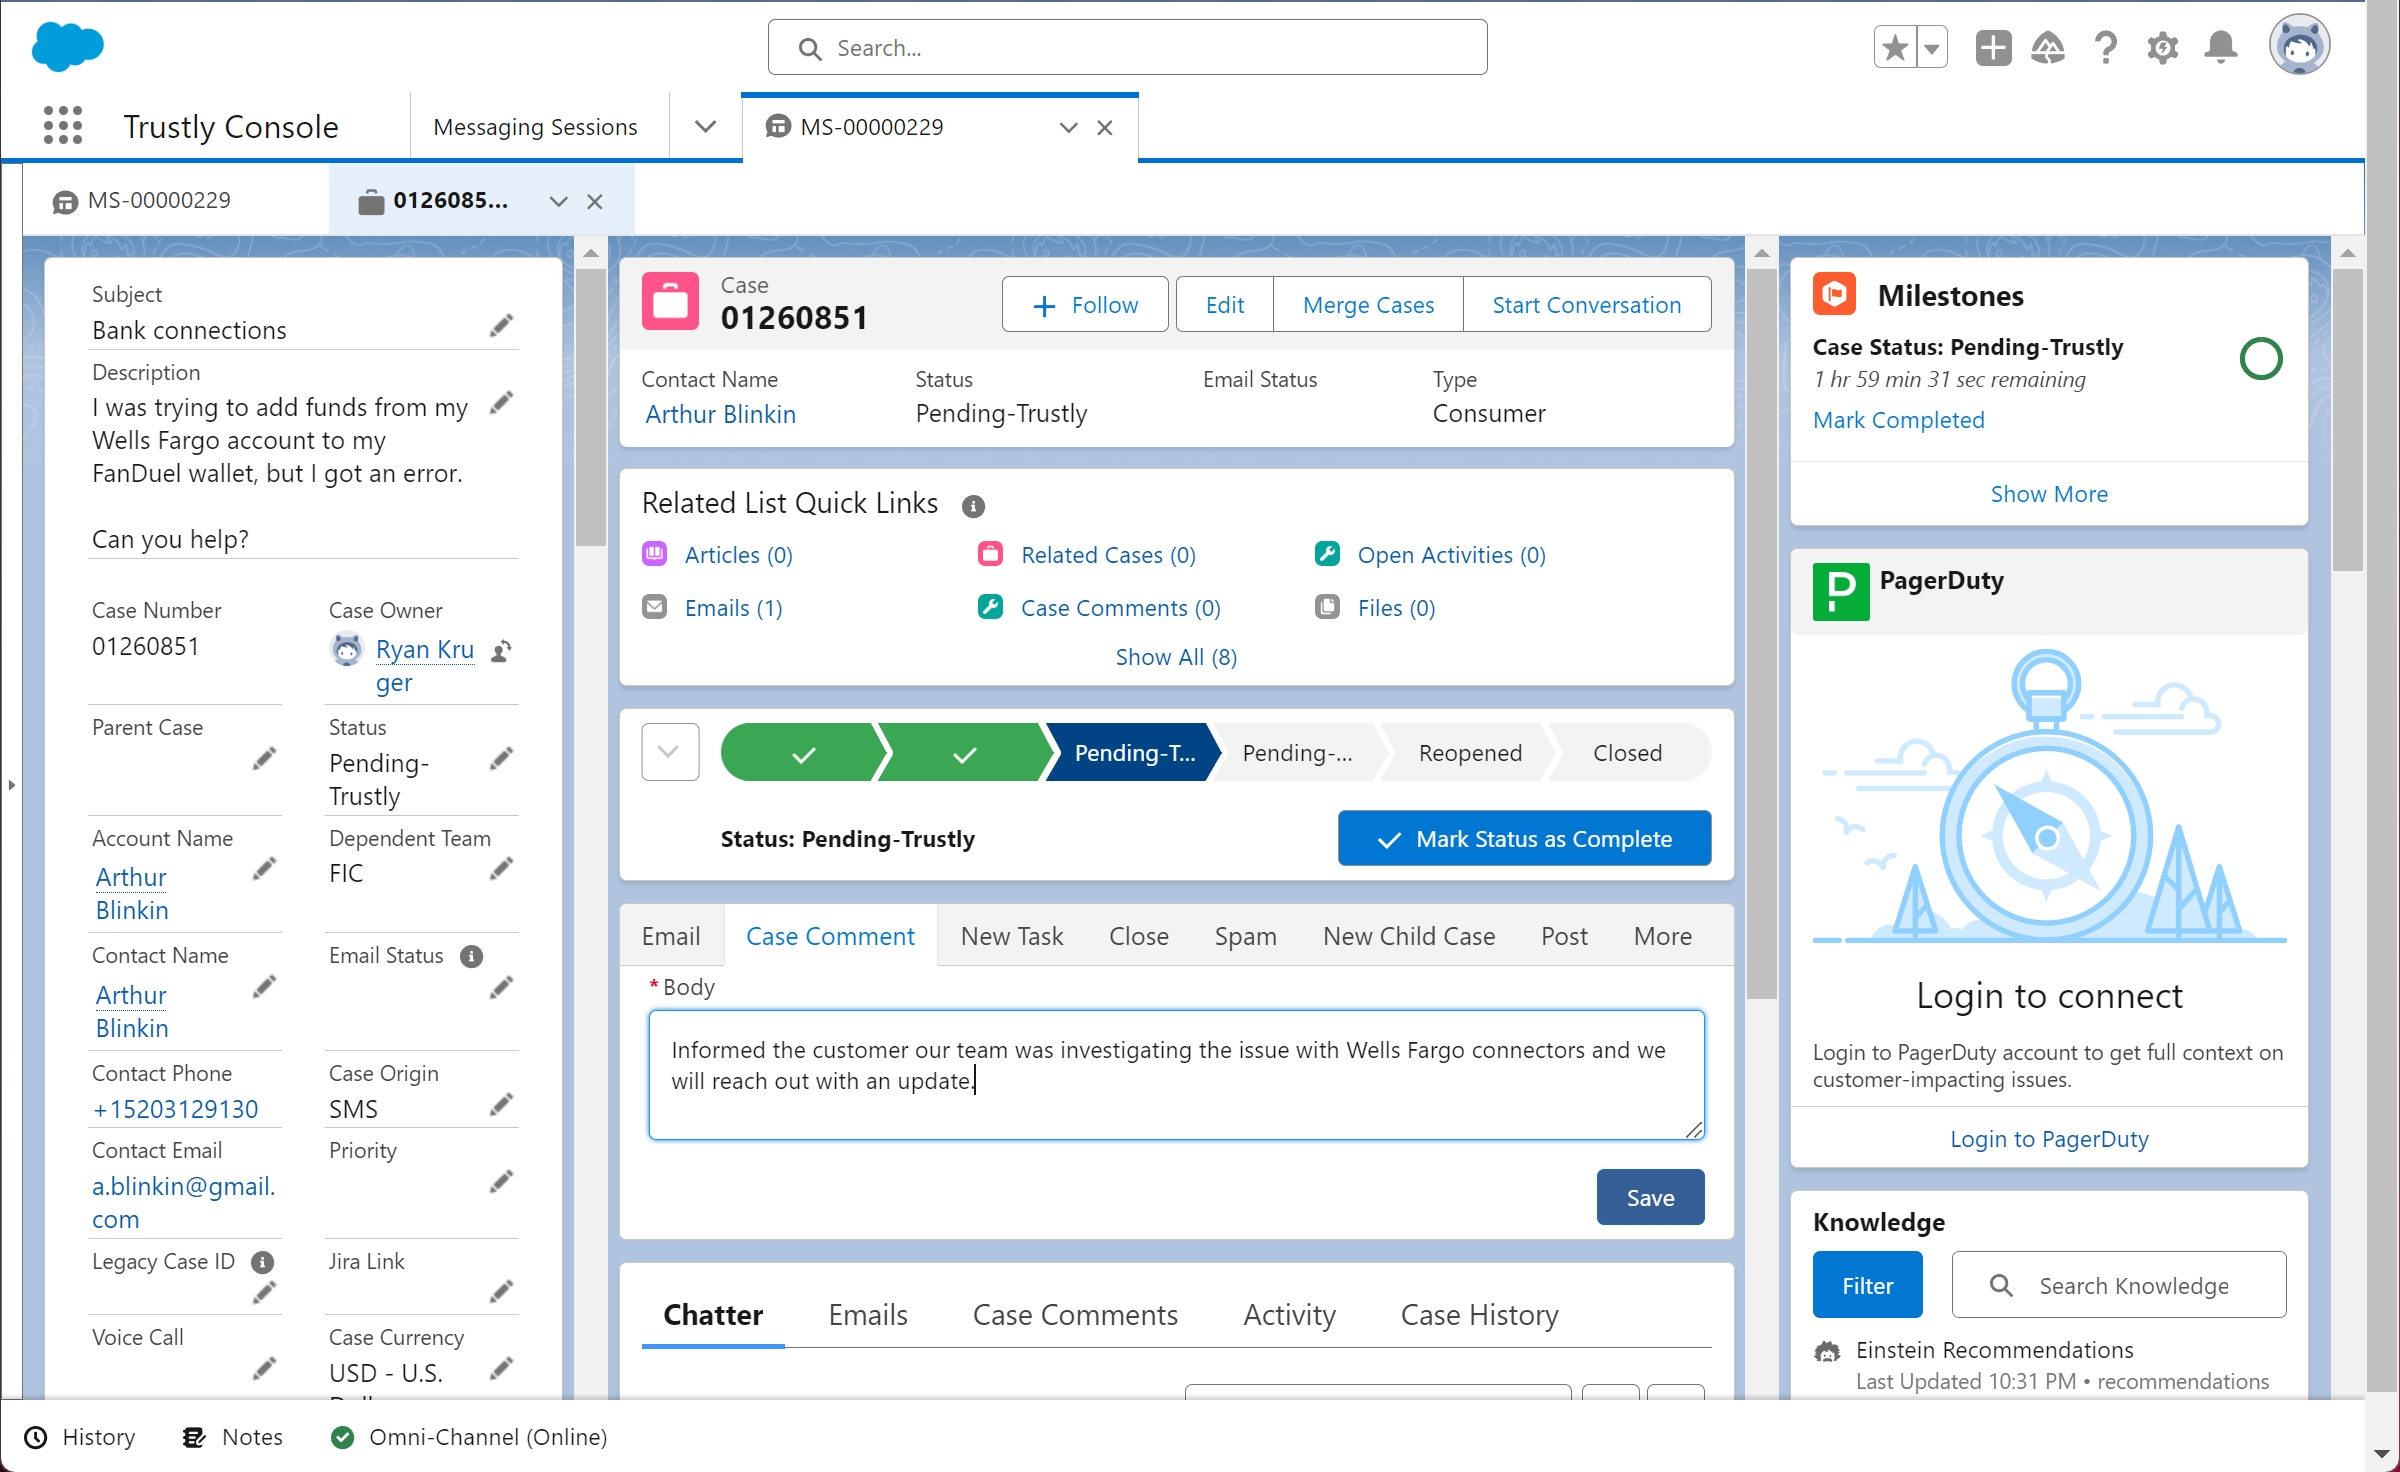 Search...
Trustly Console
Messaging Sessions
MS-00000229
MS-00000229
0126085...
Subject
Bank connections
Description
I was trying to add funds from my
Wells Fargo account to my
FanDuel wallet, but I got an error.
Can you help?
Case Number
01260851
Case Owner
Ryan Kru
ger
Parent Case
Status
Pending-
Trustly
Account Name
Arthur
Blinkin
Dependent Team
FIC
Contact Name
Arthur
Blinkin
Email Status
Contact Phone
+15203129130
Case Origin
SMS
Contact Email
a.blinkin@gmail.
com
Priority
Legacy Case ID
Jira Link
Voice Call
Case Currency
USD - U.S.
Case
01260851
Follow
Edit
Merge Cases
Start Conversation
Contact Name
Arthur Blinkin
Status
Pending-Trustly
Email Status
Type
Consumer
Related List Quick Links
Articles (0)
Related Cases (0)
Open Activities (0)
Emails (1)
Case Comments (0)
Files (0)
Show All (8)
Pending-T...
Pending-...
Reopened
Closed
Status: Pending-Trustly
Mark Status as Complete
Email
Case Comment
New Task
Close
Spam
New Child Case
Post
More
*Body
Informed the customer our team was investigating the issue with Wells Fargo connectors and we
will reach out with an update.
Save
Chatter
Emails
Case Comments
Activity
Case History
Milestones
Case Status: Pending-Trustly
1 hr 59 min 31 sec remaining
Mark Completed
Show More
P
PagerDuty
Login to connect
Login to PagerDuty account to get full context on
customer-impacting issues.
Login to PagerDuty
Knowledge
Filter
Search Knowledge
Einstein Recommendations
Last Updated 10:31 PM • recommendations
History
Notes
Omni-Channel (Online)